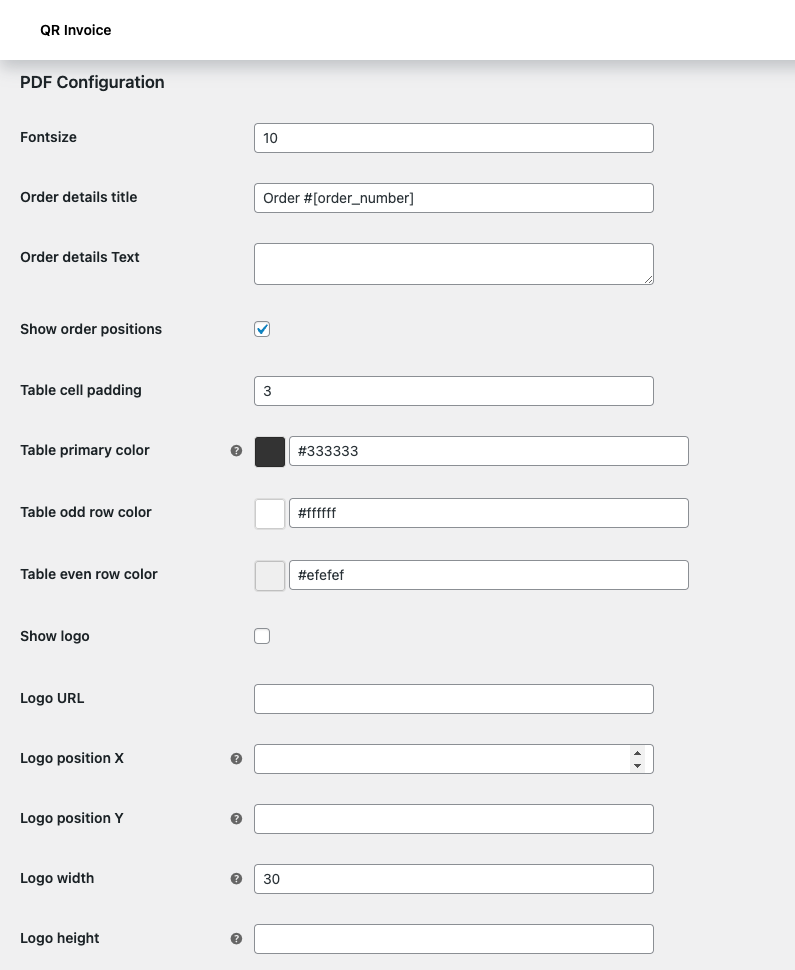 QR Invoice
PDF Configuration
Fontsize
10
Order details title
Order #[order_number]
Order details Text
Show order positions
Table cell padding
3
Table primary color
?
#333333
Table odd row color
#ffffff
Table even row color
#efefef
Show logo
Logo URL
Logo position X
?
Logo position Y
?
Logo width
?
30
Logo height
?